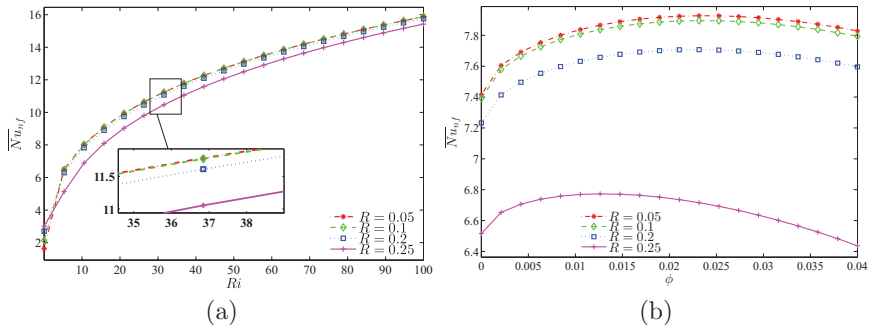 16
14
12
10
8
6
4
2
10 20 30 40 50 60 70 80 90 100
Ri
Nu_nf
11.5
11
34 35 36 37 38
R = 0.05
R = 0.1
R = 0.2
R = 0.25
(a)
7.8
7.6
7.4
7.2
7
6.8
6.6
6.4
0 0.005 0.01 0.015 0.02 0.025 0.03 0.035 0.04
ϕ
Nu_nf
R = 0.05
R = 0.1
R = 0.2
R = 0.25
(b)